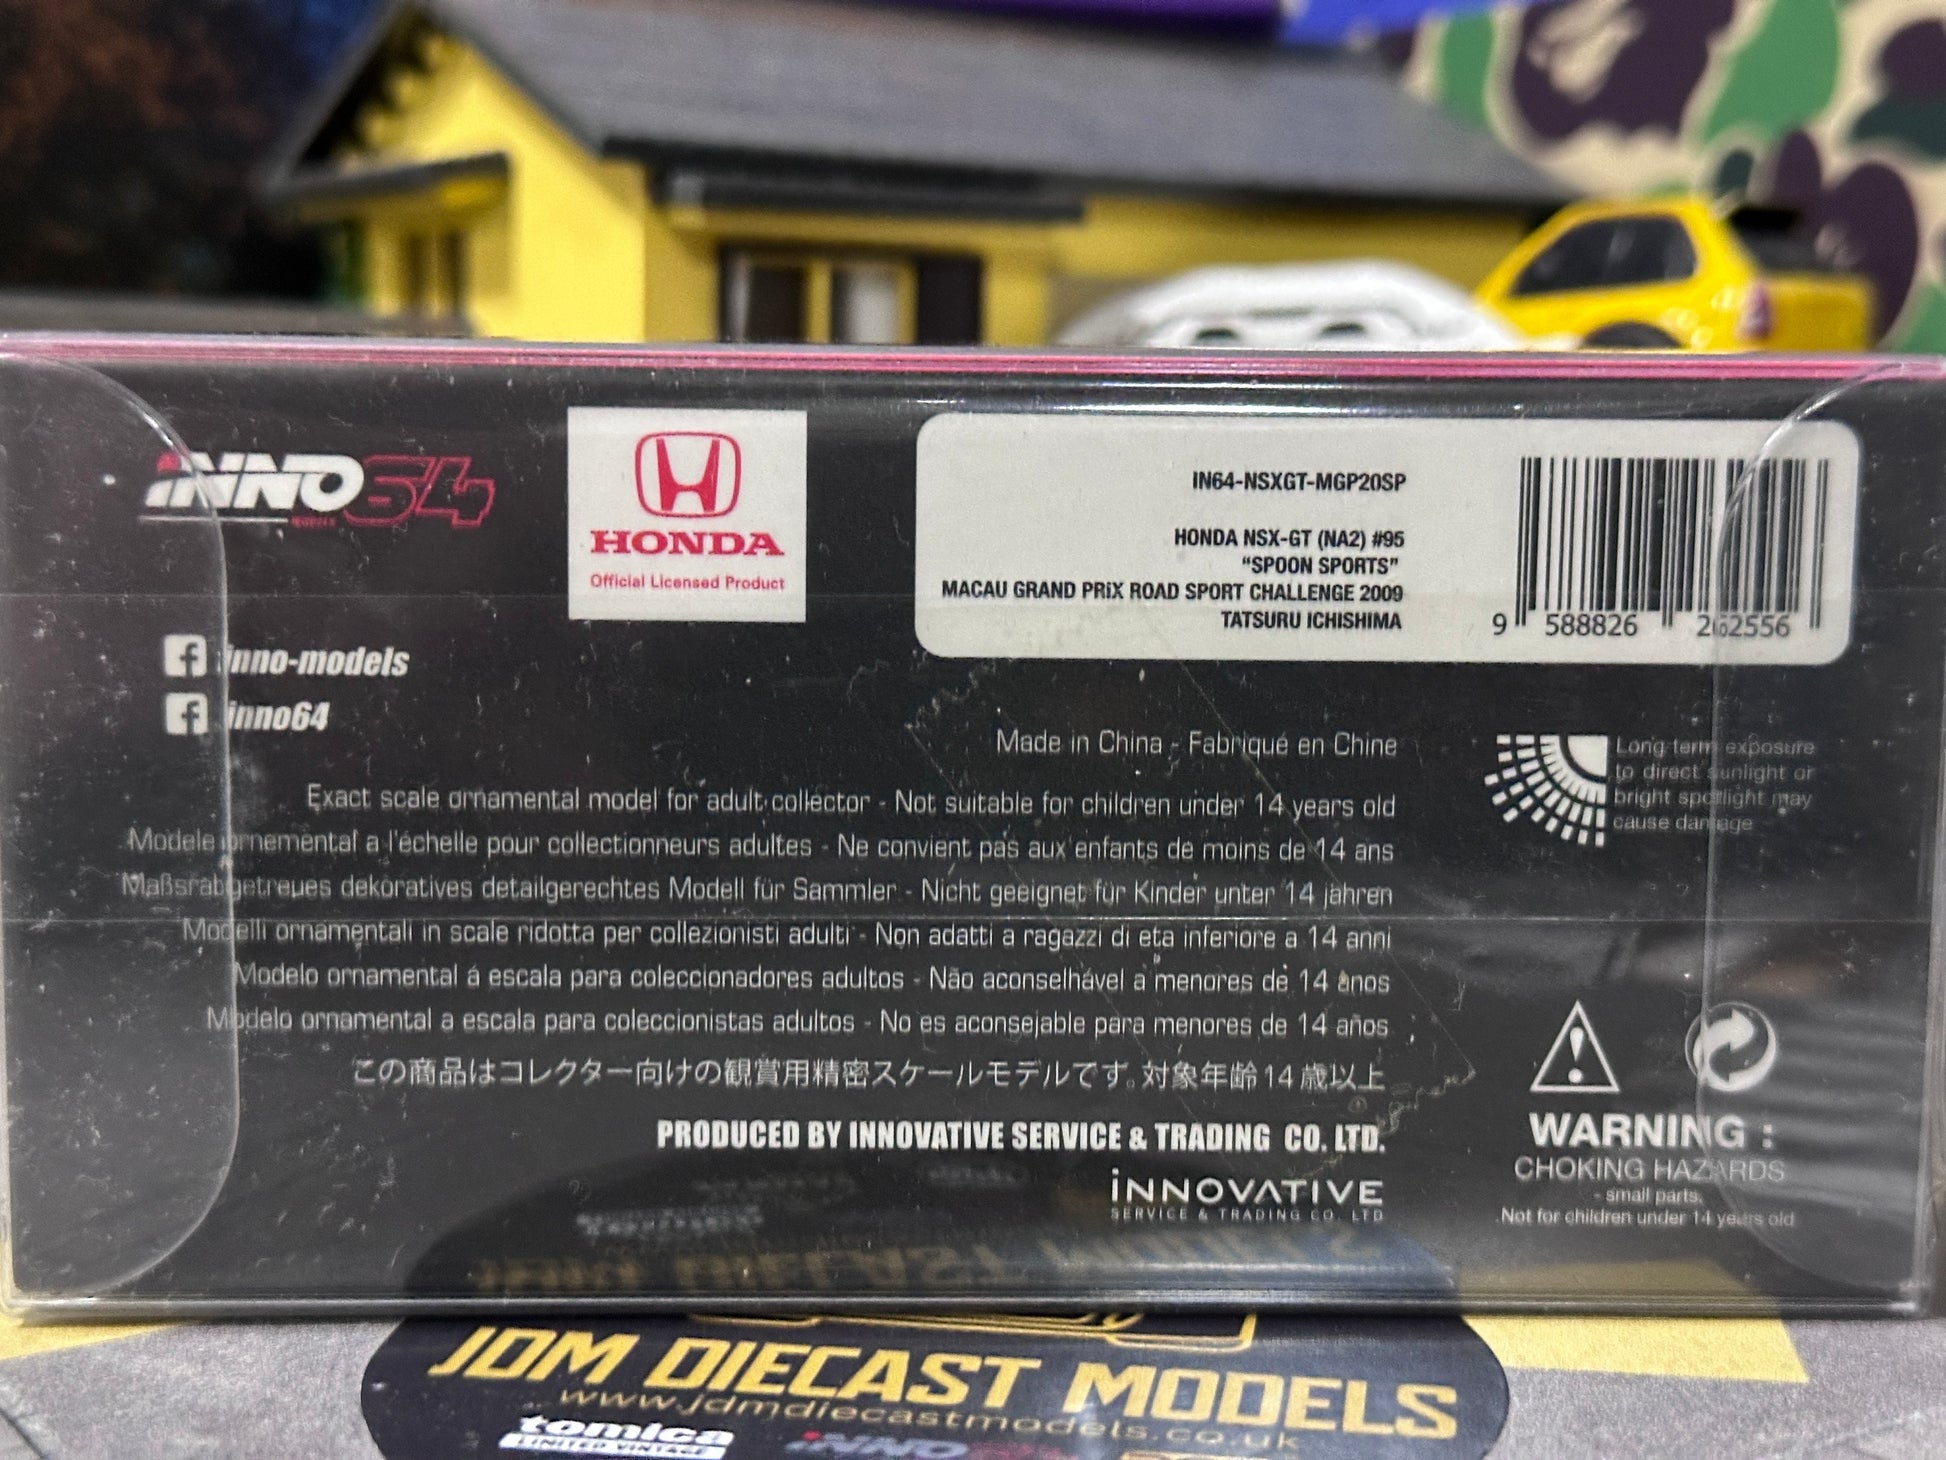 INNO64
HONDA
Official Licensed Product
IN64-NSXGT-MGP20SP
HONDA NSX-GT (NA2) #95
“SPOON SPORTS”
MACAU GRAND PRiX ROAD SPORT CHALLENGE 2009
TATSURU ICHISHIMA
9 588826 262556
inno-models
inno64
Made in China - Fabriqué en Chine
Long term exposure
to direct sunlight or
bright spotlight may
cause damage
Exact scale ornamental model for adult collector - Not suitable for children under 14 years old
Modele ornemental a l'échelle pour collectionneurs adultes - Ne convient pas aux enfants de moins de 14 ans
Maßsrabgetreues dekoratives detailgerechtes Modell für Sammler - Nicht geeignet für Kinder unter 14 jahren
Modelli ornamentali in scale ridotta per collezionisti adulti - Non adatti a ragazzi di eta inferiore a 14 anni
Modelo ornamental á escala para coleccionadores adultos - Não aconselhável a menores de 14 anos
Modelo ornamental a escala para coleccionistas adultos - No es aconsejable para menores de 14 años
この商品はコレクター向けの観賞用精密スケールモデルです。対象年齢14歳以上
PRODUCED BY INNOVATIVE SERVICE & TRADING CO. LTD.
iNNOVATIVE
SERVICE & TRADING CO. LTD
WARNING :
CHOKING HAZARDS
- small parts.
Not for children under 14 years old
JDM DIECAST MODELS
www.jdmdiecastmodels.co.uk
tomica
LIMITED VINTAGE
INNO